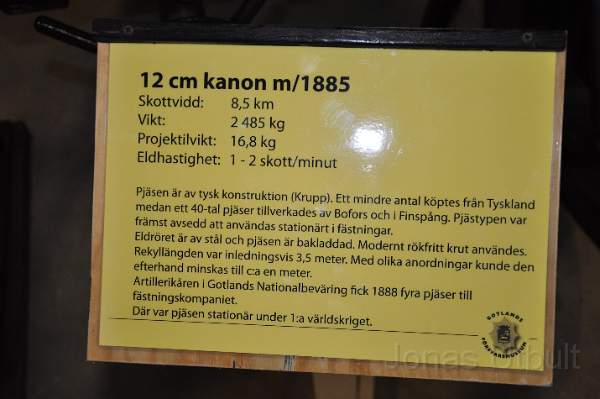 12 cm kanon m/1885
Skottvidd: 8,5 km
Vikt: 2 485 kg
Projektilvikt: 16,8 kg
Eldhastighet: 1 - 2 skott/minut
Pjäsen är av tysk konstruktion (Krupp). Ett mindre antal köptes från Tyskland
medan ett 40-tal pjäser tillverkades av Bofors och i Finspång. Pjästypen var
främst avsedd att användas stationärt i fästningar.
Eldröret är av stål och pjäsen är bakladdad. Modernt rökfritt krut användes.
Rekyllängden var inledningsvis 3,5 meter. Med olika anordningar kunde den
efterhand minskas till c:a en meter.
Artillerikåren i Gotlands Nationalbeväring fick 1888 fyra pjäser till
fästningskompaniet.
Där var pjäsen stationär under 1:a världskriget.
GOTLANDS
FÖRSVARSMUSEUM
Jonas